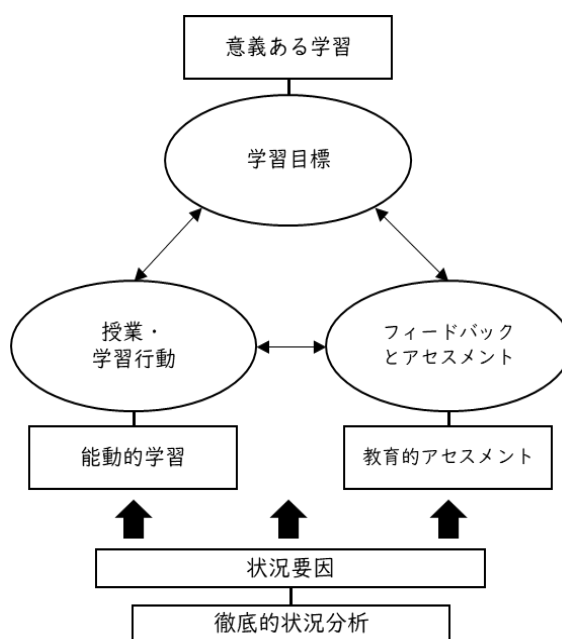 意義ある学習
学習目標
授業・
学習行動
フィードバック
とアセスメント
能動的学習
教育的アセスメント
状況要因
徹底的状況分析